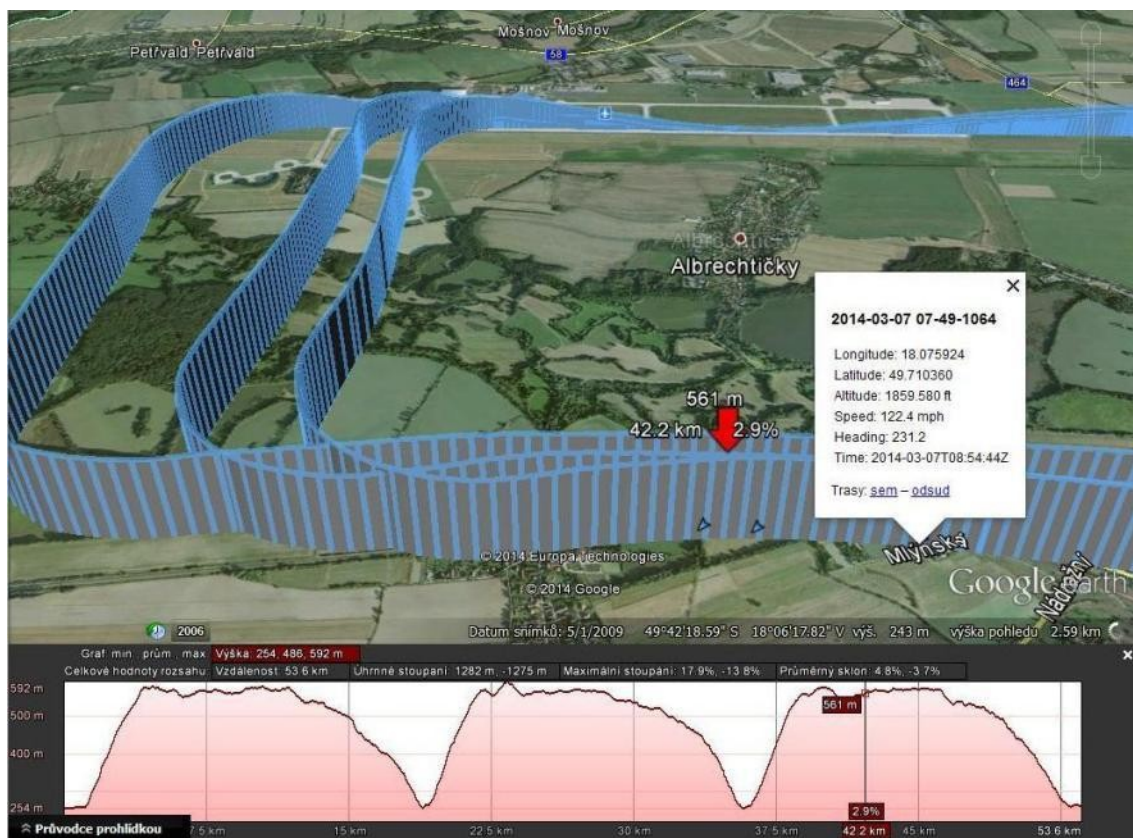 Mošnov Mošnov
Petřvald Petřvald
58
464
Albrechtičky
Albrechtičky
2014-03-07 07-49-1064
Longitude: 18.075924
Latitude: 49.710360
Altitude: 1859.580 ft
Speed: 122.4 mph
Heading: 231.2
Time: 2014-03-07T08:54:44Z
Trasy: sem – odsud
561 m
42.2 km 2.9%
Mlýnská
Nádražní
© 2014 Europa Technologies
© 2014 Google
Google earth
2006
Datum snímků: 5/1/2009 49°42'18.59" S 18°06'17.82" V výš. 243 m výška pohledu 2.59 km
Graf: min., prům., max. Výška: 254, 486, 592 m
Celkové hodnoty rozsahu: Vzdálenost: 53.6 km Úhrnné stoupání: 1282 m, -1275 m Maximální stoupání: 17.9%, -13.8% Průměrný sklon: 4.8%, -3.7%
592 m
500 m
400 m
254 m
561 m
2.9%
7.5 km 15 km 22.5 km 30 km 37.5 km 42.2 km 45 km 53.6 km
Průvodce prohlídkou